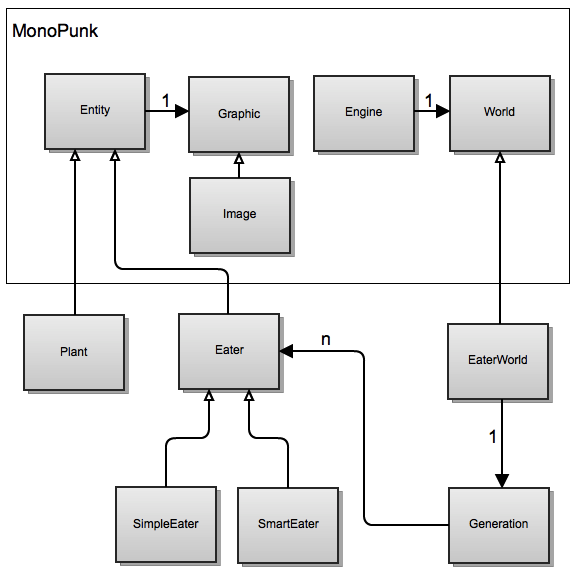 MonoPunk
Entity
1
Graphic
Engine
1
World
Image
Plant
Eater
n
EaterWorld
1
SimpleEater
SmartEater
Generation